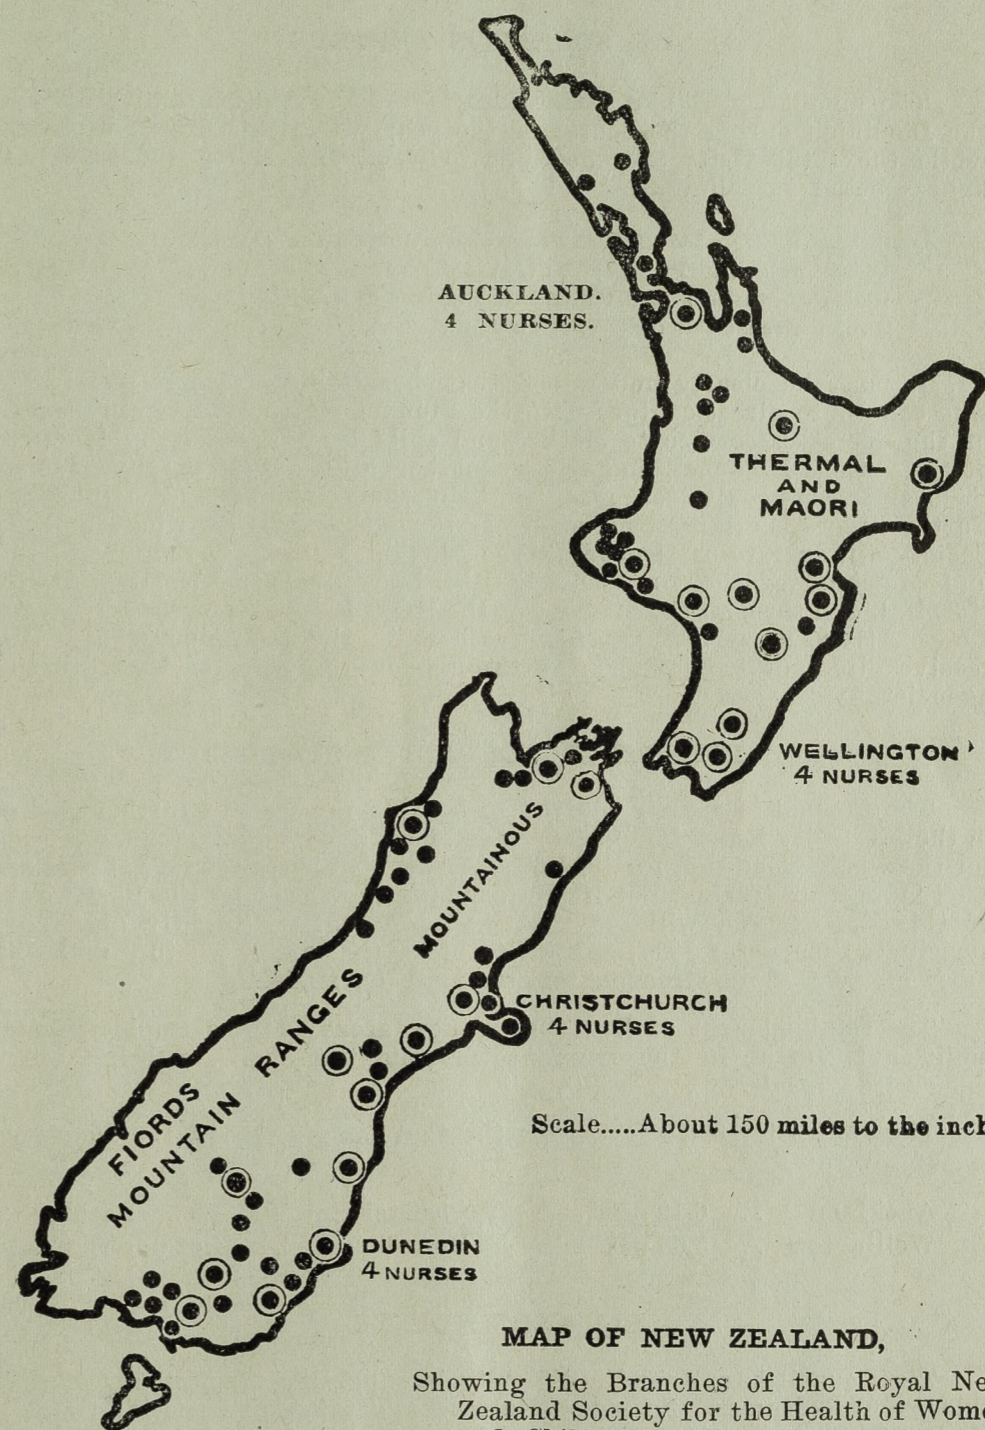 AUCKLAND.
4 NURSES.
THERMAL
AND
MAORI
WELLINGTON
4 NURSES
MOUNTAINOUS
CHRISTCHURCH
4 NURSES
RANGES
FIORDS
MOUNTAIN
Scale.....About 150 miles to the inch
DUNEDIN
4 NURSES
MAP OF NEW ZEALAND,
Showing the Branches of the Royal Ne
Zealand Society for the Health of Wome